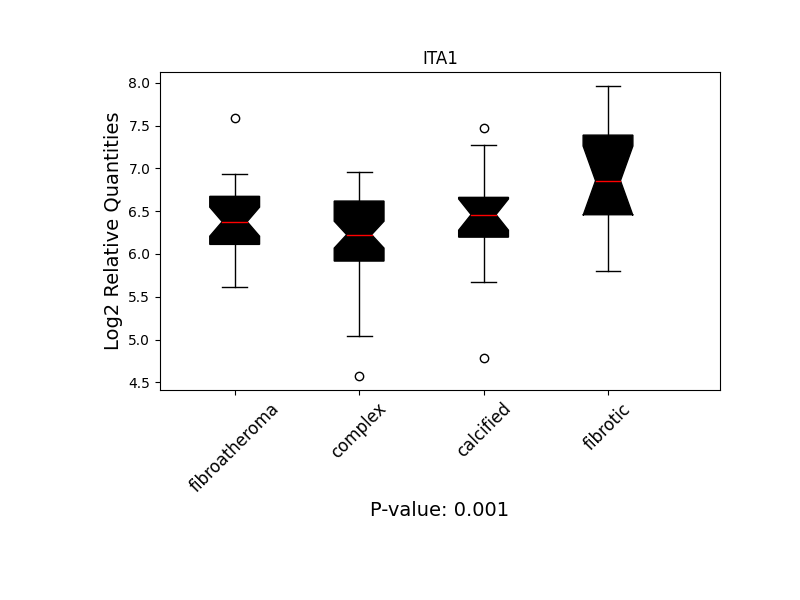 ITA1
Log2 Relative Quantities
8.0
7.5
7.0
6.5
6.0
5.5
5.0
4.5
fibroatheroma
complex
calcified
fibrotic
P-value: 0.001